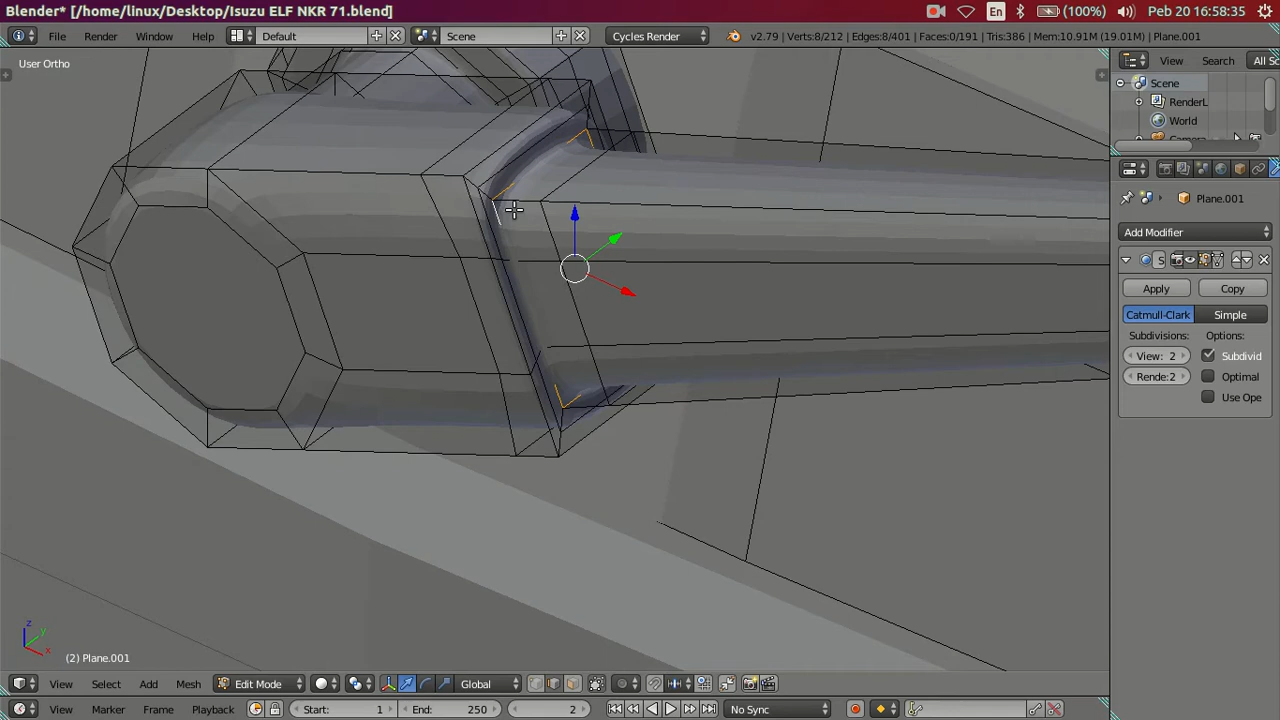 Blender* [/home/linux/Desktop/Isuzu ELF NKR 71.blend]
En
(100%)
Peb 20 16:58:35
File
Render
Window
Help
Default
Scene
Cycles Render
v2.79 | Verts:8/212 | Edges:8/401 | Faces:0/191 | Tris:386 | Mem:10.91M (19.01M) | Plane.001
User Ortho
View
Search
All Sc
Scene
RenderL
World
Plane.001
Add Modifier
S
Apply
Copy
Catmull-Clark
Simple
Subdivisions:
Options:
View: 2
Subdivid
Rende:2
Optimal
Use Ope
z
y
x
(2) Plane.001
View
Select
Add
Mesh
Edit Mode
Global
View
Marker
Frame
Playback
Start:
1
End:
250
2
No Sync